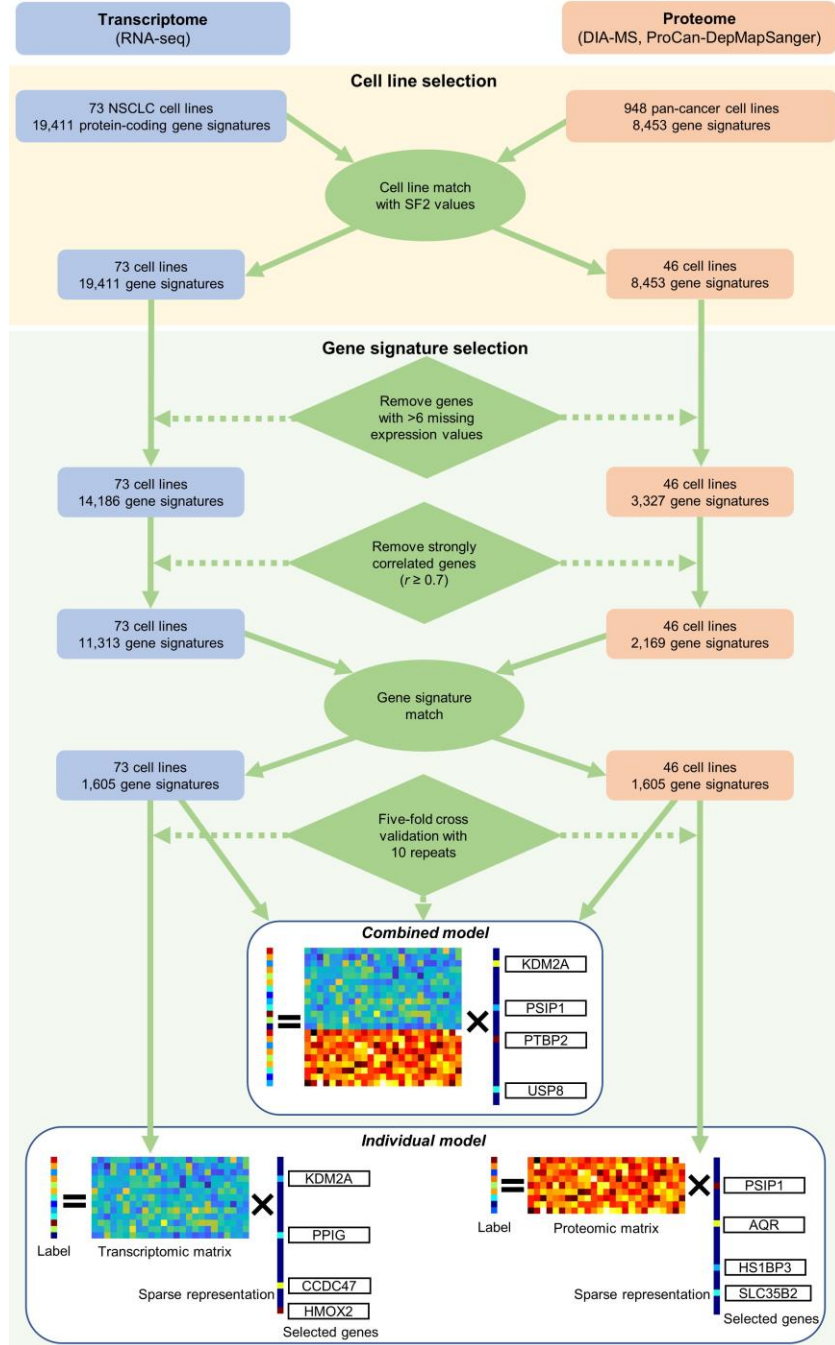 Transcriptome
(RNA-seq)
Proteome
(DIA-MS, ProCan-DepMapSanger)
Cell line selection
73 NSCLC cell lines
19,411 protein-coding gene signatures
948 pan-cancer cell lines
8,453 gene signatures
Cell line match
with SF2 values
73 cell lines
19,411 gene signatures
46 cell lines
8,453 gene signatures
Gene signature selection
Remove genes
with >6 missing
expression values
73 cell lines
14,186 gene signatures
46 cell lines
3,327 gene signatures
Remove strongly
correlated genes
(r ≥ 0.7)
73 cell lines
11,313 gene signatures
46 cell lines
2,169 gene signatures
Gene signature
match
73 cell lines
1,605 gene signatures
46 cell lines
1,605 gene signatures
Five-fold cross
validation with
10 repeats
Combined model
=
×
KDM2A
PSIP1
PTBP2
USP8
Individual model
=
×
KDM2A
PPIG
CCDC47
HMOX2
Label
Transcriptomic matrix
Sparse representation
Selected genes
=
×
PSIP1
AQR
HS1BP3
SLC35B2
Label
Proteomic matrix
Sparse representation
Selected genes